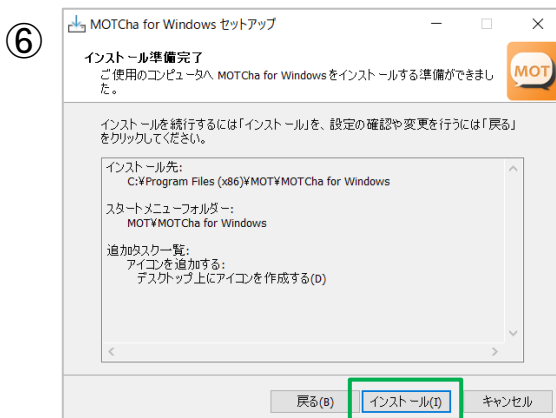 ⑥
MOTCha for Windows セットアップ
インストール準備完了
ご使用のコンピュータへ MOTCha for Windows をインストールする準備ができまし
た。
MOT
インストールを続行するには「インストール」を、設定の確認や変更を行うには「戻る」
をクリックしてください。
インストール先:
C:¥Program Files (x86)¥MOT¥MOTCha for Windows
スタートメニューフォルダー:
MOT¥MOTCha for Windows
追加タスク一覧:
アイコンを追加する:
デスクトップ上にアイコンを作成する(D)
戻る(B) インストール(I) キャンセル